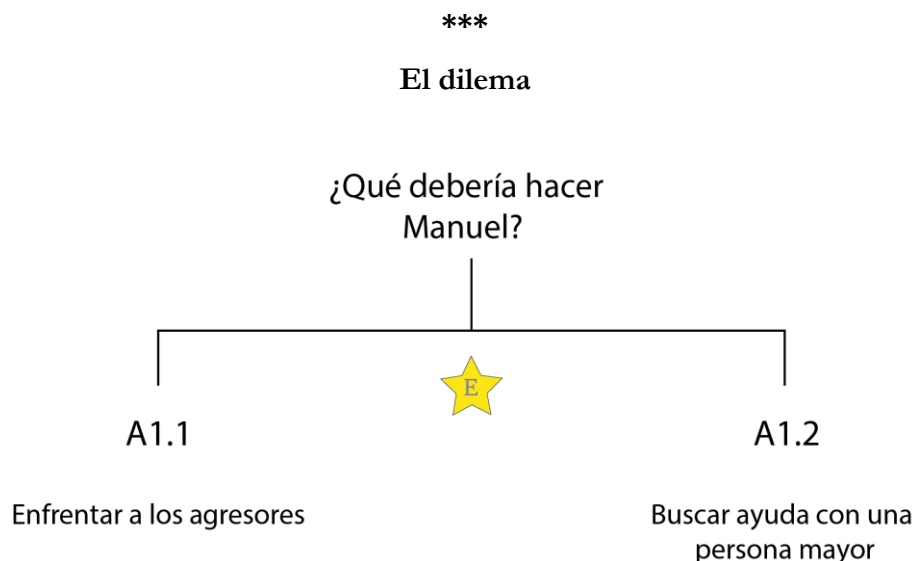 ***
El dilema
¿Qué debería hacer
Manuel?
E
A1.1
A1.2
Enfrentar a los agresores
Buscar ayuda con una
persona mayor